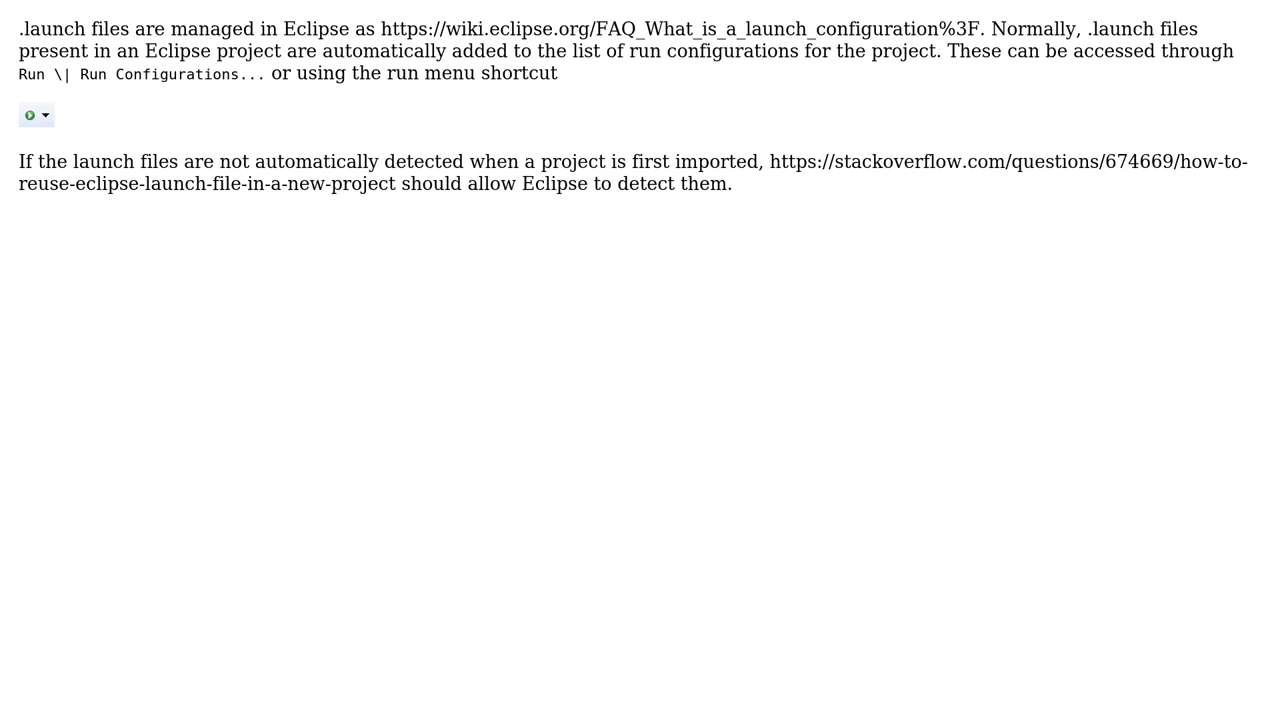 .launch files are managed in Eclipse as https://wiki.eclipse.org/FAQ_What_is_a_launch_configuration%3F. Normally, .launch files
present in an Eclipse project are automatically added to the list of run configurations for the project. These can be accessed through
Run \| Run Configurations... or using the run menu shortcut
If the launch files are not automatically detected when a project is first imported, https://stackoverflow.com/questions/674669/how-to-
reuse-eclipse-launch-file-in-a-new-project should allow Eclipse to detect them.